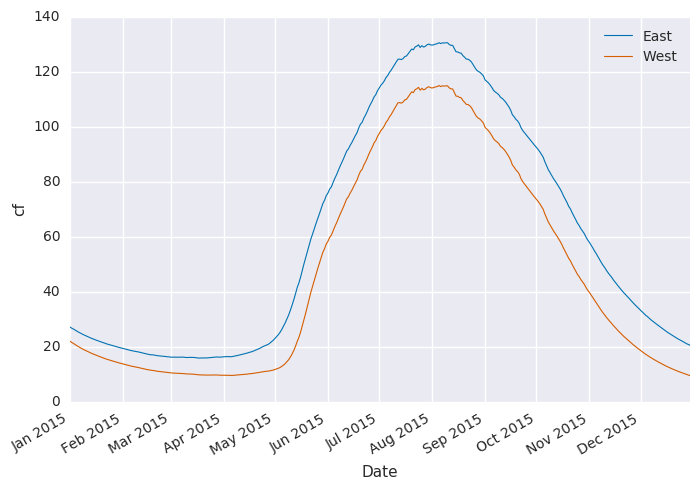 140
120
100
80
60
40
20
0
cf
East
West
Jan 2015
Feb 2015
Mar 2015
Apr 2015
May 2015
Jun 2015
Jul 2015
Aug 2015
Sep 2015
Oct 2015
Nov 2015
Dec 2015
Date